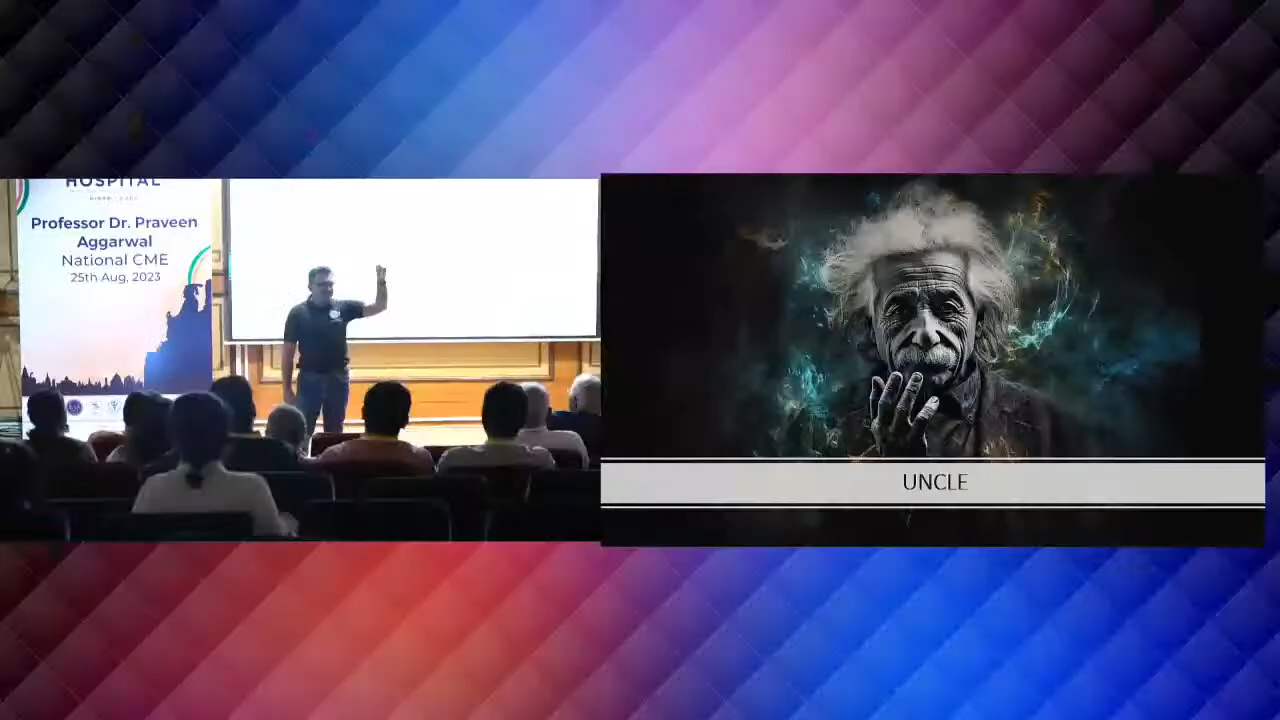 HOSPITAL
Professor Dr. Praveen
Aggarwal
National CME
25th Aug, 2023
UNCLE